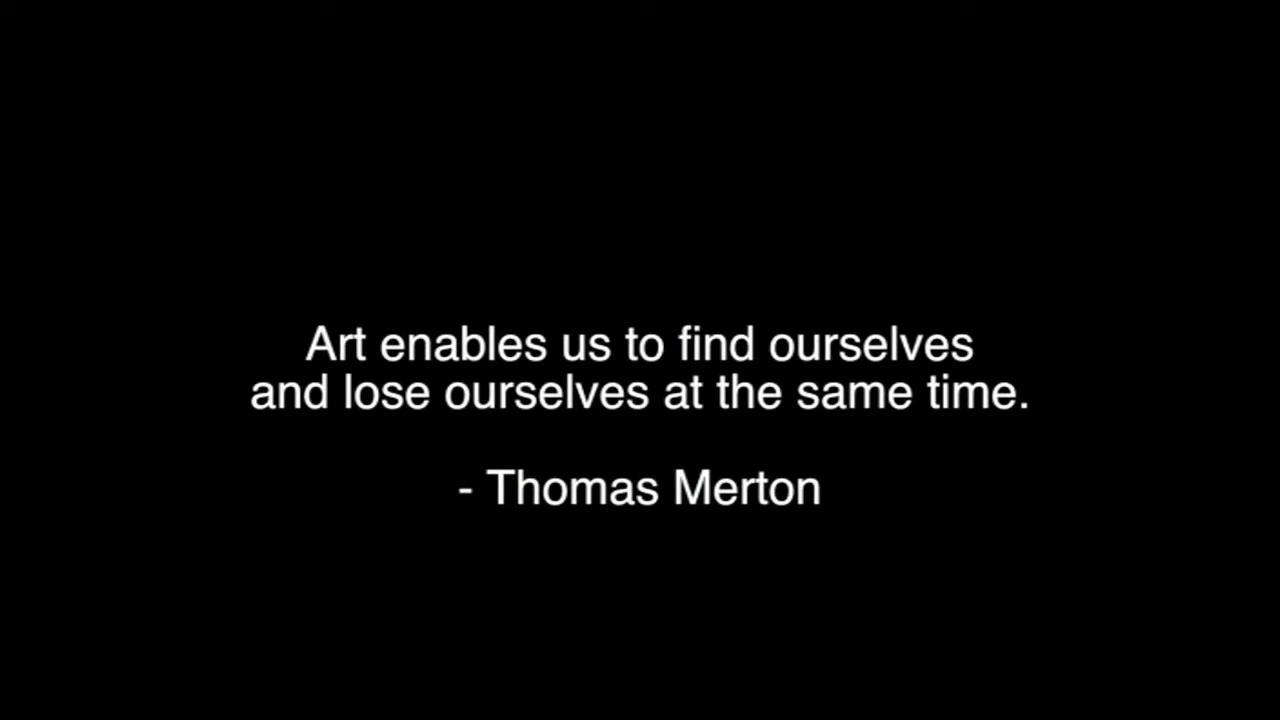 Art enables us to find ourselves
and lose ourselves at the same time.
- Thomas Merton